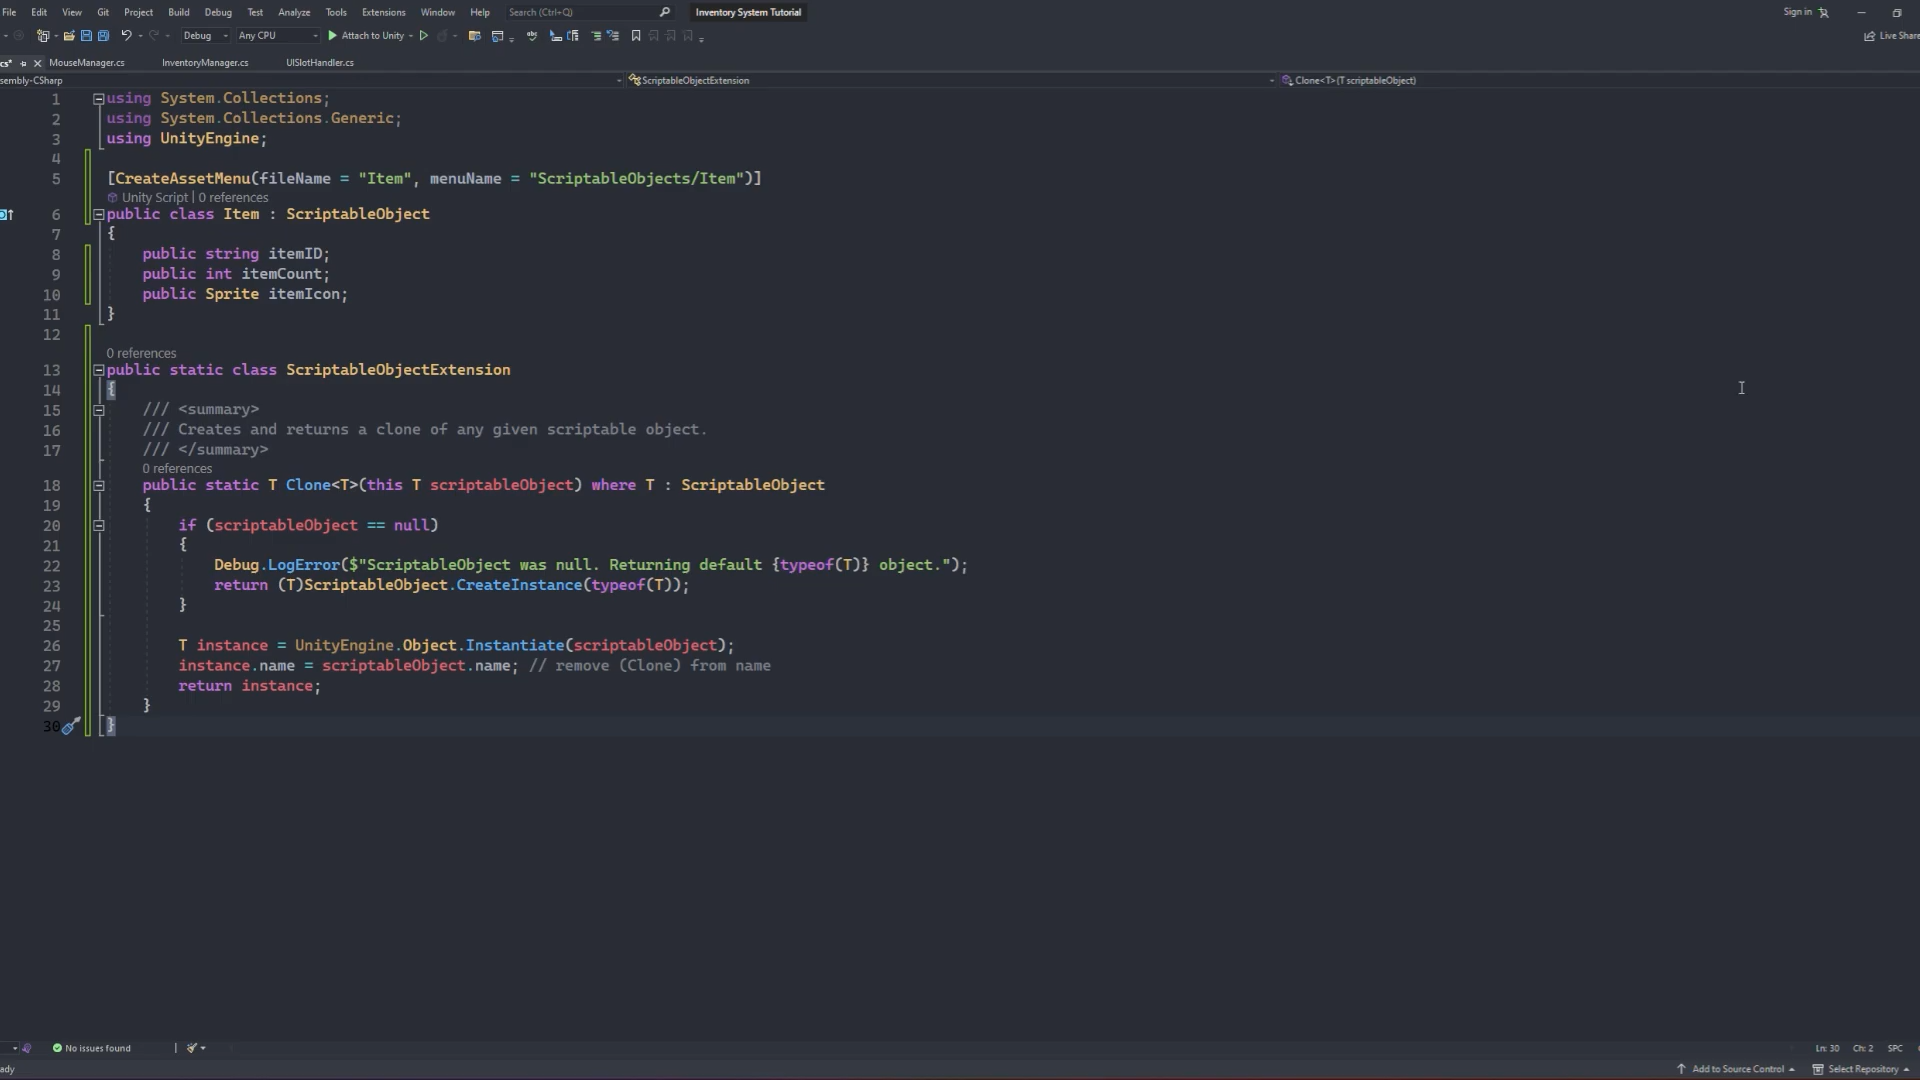 File Edit View Git Project Build Debug Test Analyze Tools Extensions Window Help Search (Ctrl+Q) Inventory System Tutorial Sign in
Debug Any CPU Attach to Unity Live Share
cs* MouseManager.cs InventoryManager.cs UISlotHandler.cs
sembly-CSharp ScriptableObjectExtension Clone<T>(T scriptableObject)
1 using System.Collections;
2 using System.Collections.Generic;
3 using UnityEngine;
4
5 [CreateAssetMenu(fileName = "Item", menuName = "ScriptableObjects/Item")]
Unity Script | 0 references
6 public class Item : ScriptableObject
7 {
8 public string itemID;
9 public int itemCount;
10 public Sprite itemIcon;
11 }
12
0 references
13 public static class ScriptableObjectExtension
14 {
15 /// <summary>
16 /// Creates and returns a clone of any given scriptable object.
17 /// </summary>
0 references
18 public static T Clone<T>(this T scriptableObject) where T : ScriptableObject
19 {
20 if (scriptableObject == null)
21 {
22 Debug.LogError($"ScriptableObject was null. Returning default {typeof(T)} object.");
23 return (T)ScriptableObject.CreateInstance(typeof(T));
24 }
25
26 T instance = UnityEngine.Object.Instantiate(scriptableObject);
27 instance.name = scriptableObject.name; // remove (Clone) from name
28 return instance;
29 }
30 }
No issues found Ln: 30 Ch: 2 SPC
ady Add to Source Control Select Repository